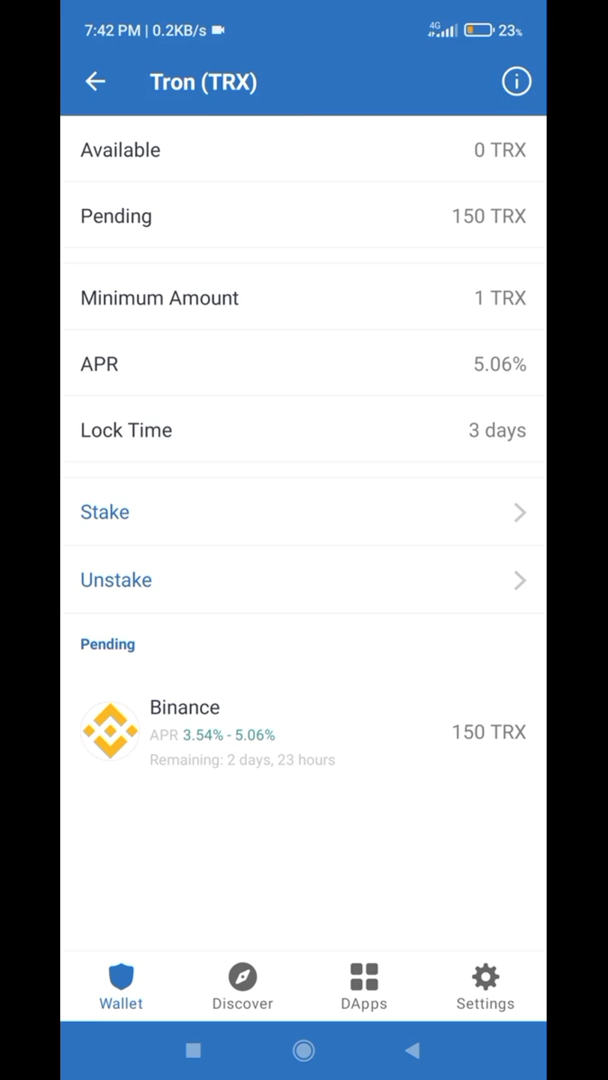 7:42 PM | 0.2KB/s 4G 23%
Tron (TRX)
Available 0 TRX
Pending 150 TRX
Minimum Amount 1 TRX
APR 5.06%
Lock Time 3 days
Stake
Unstake
Pending
Binance
APR 3.54% - 5.06% 150 TRX
Remaining: 2 days, 23 hours
Wallet Discover DApps Settings